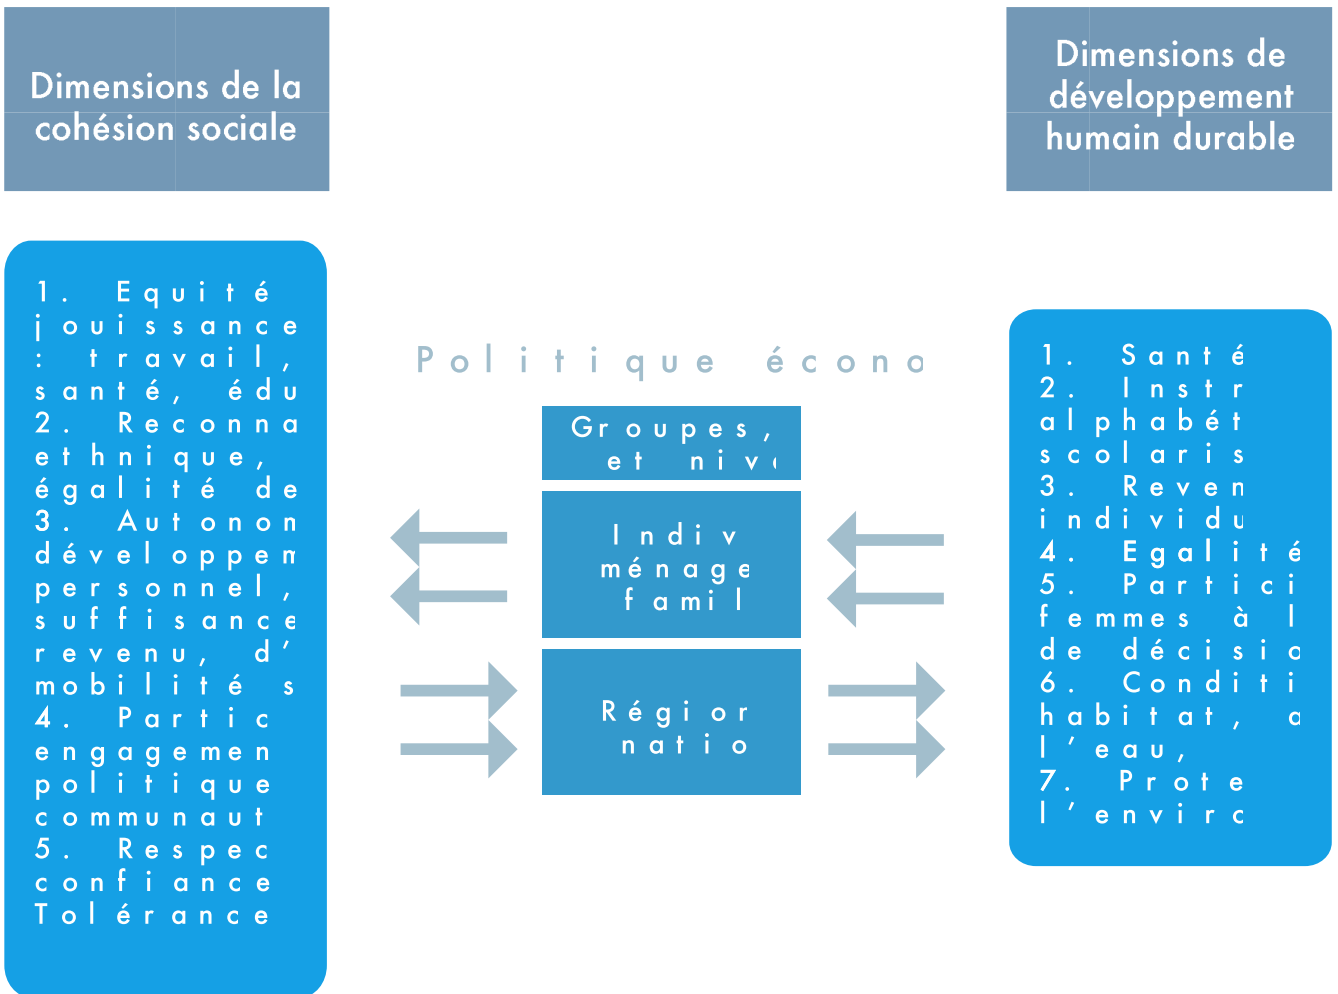 Dimensions de la
cohésion sociale
1. Equité
jouissance
: travail,
santé, édu
2. Reconna
ethnique,
égalité de
3. Autonon
développem
personnel,
suffisance
revenu, d’
mobilité s
4. Partic
engagemen
politique
communaut
5. Respec
confiance
Tolérance
Politique écono
Groupes,
et niv
Indiv
ménage
famil
Région
natio
Dimensions de
développement
humain durable
1. Santé
2. Instr
alphabét
scolaris
3. Reven
individu
4. Egalité
5. Partici
femmes à l
de décisio
6. Conditi
habitat, a
l’eau,
7. Prote
l’enviro